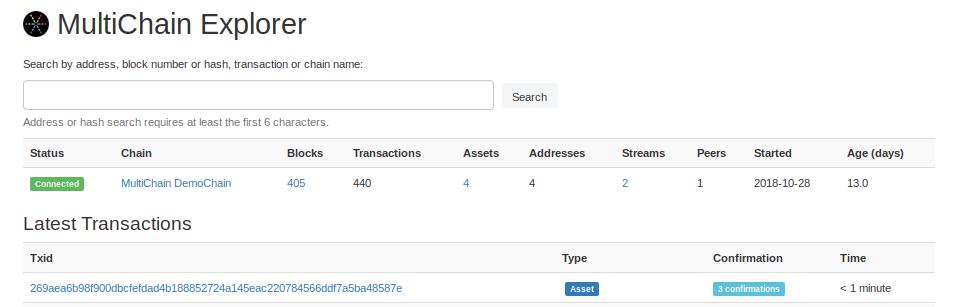 MultiChain Explorer
Search by address, block number or hash, transaction or chain name:
Search
Address or hash search requires at least the first 6 characters.
Status Chain Blocks Transactions Assets Addresses Streams Peers Started Age (days)
Connected MultiChain DemoChain 405 440 4 4 2 1 2018-10-28 13.0
Latest Transactions
Txid Type Confirmation Time
269aea6b98f900dbcfefdad4b188852724a145eac220784566ddf7a5ba48587e Asset 3 confirmations < 1 minute